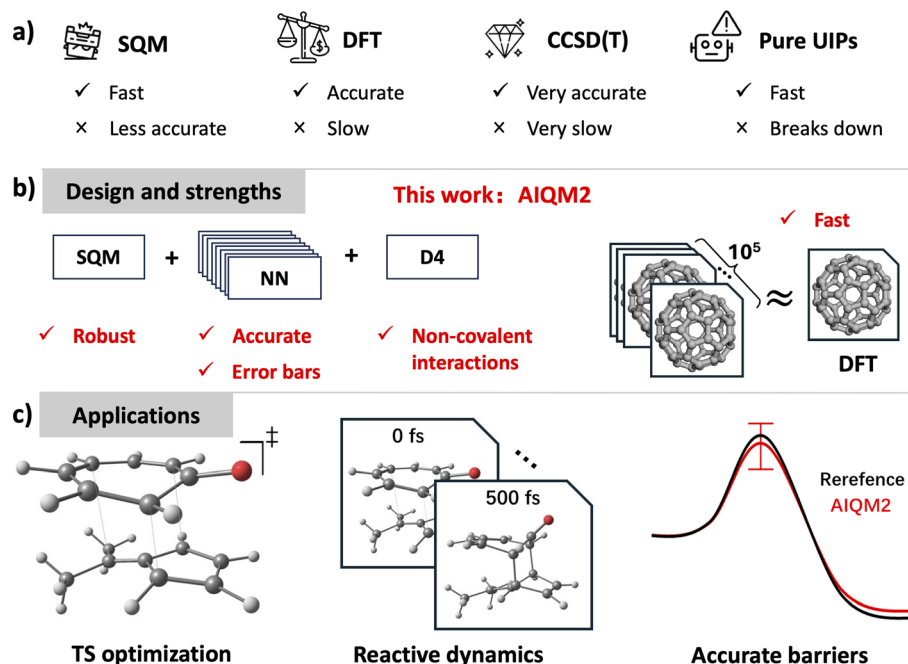 a)
SQM
✓ Fast
× Less accurate
DFT
✓ Accurate
× Slow
CCSD(T)
✓ Very accurate
× Very slow
Pure UIPs
✓ Fast
× Breaks down
b)
Design and strengths
This work: AIQM2
SQM + NN + D4
✓ Robust
✓ Accurate
✓ Error bars
✓ Non-covalent
interactions
✓ Fast
10⁵
≈
DFT
c)
Applications
‡
TS optimization
0 fs
500 fs
Reactive dynamics
Rerefence
AIQM2
Accurate barriers